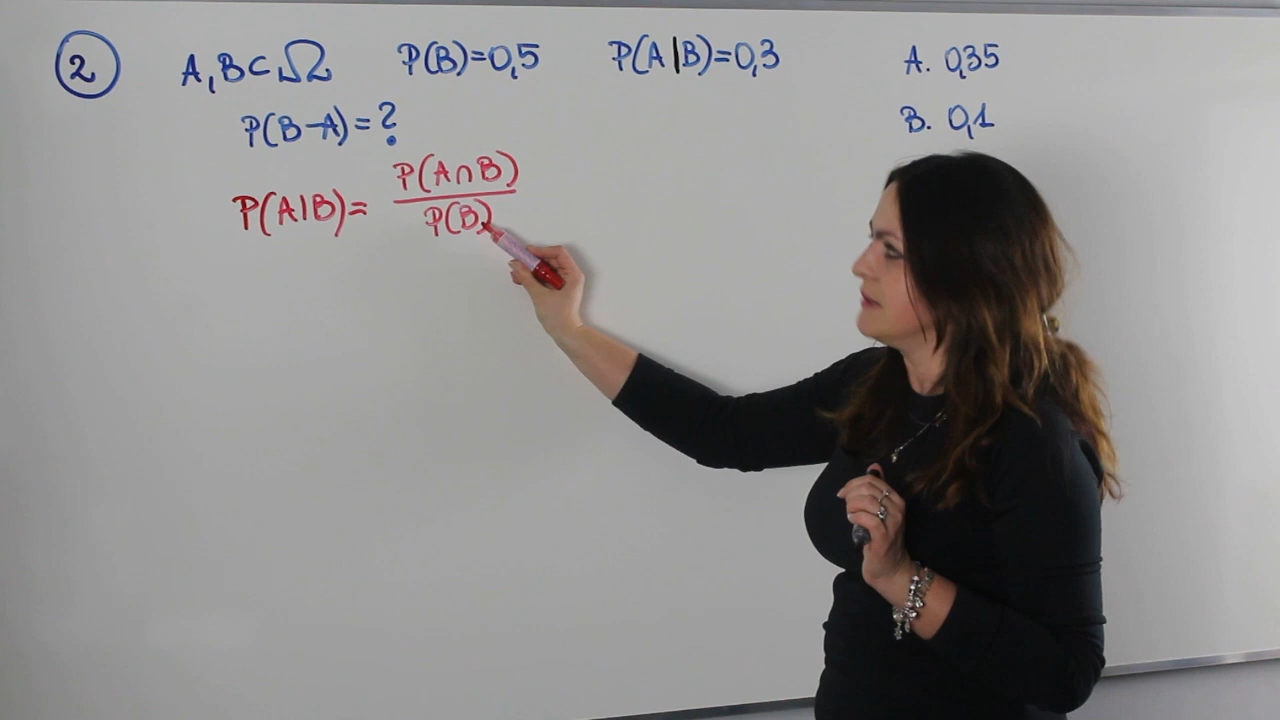 2 A, B ⊂ Ω P(B)=0,5 P(A|B)=0,3 A. 0,35
P(B-A)=? B. 0,1
P(A|B)= P(A∩B)
P(B)